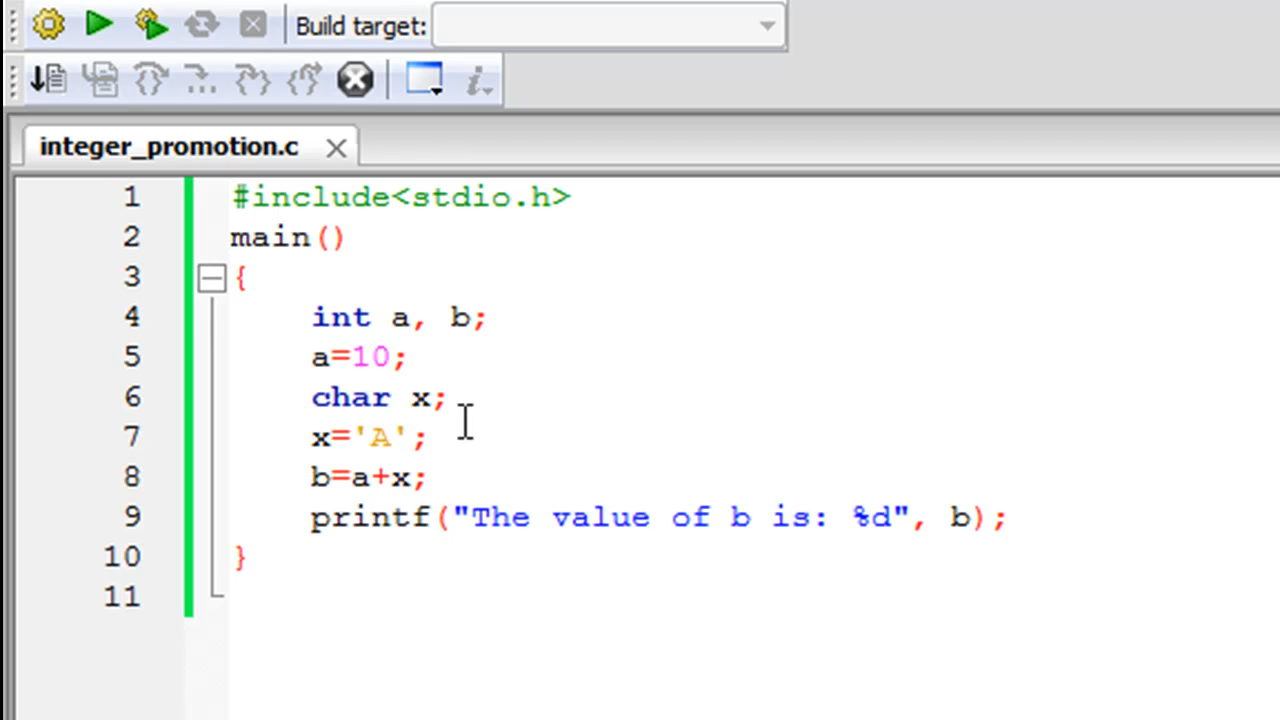 Build target:
integer_promotion.c
1 #include<stdio.h>
2 main()
3 {
4 int a, b;
5 a=10;
6 char x;
7 x='A';
8 b=a+x;
9 printf("The value of b is: %d", b);
10 }
11